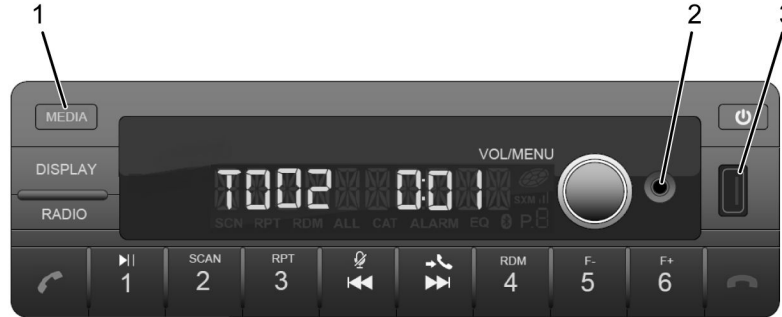 1
2
3
MEDIA
VOL/MENU
DISPLAY
T002 0:01
SXM
RADIO
SCN RPT RDM ALL CAT ALARM EQ P
SCAN RPT RDM F- F+
1 2 3 4 5 6